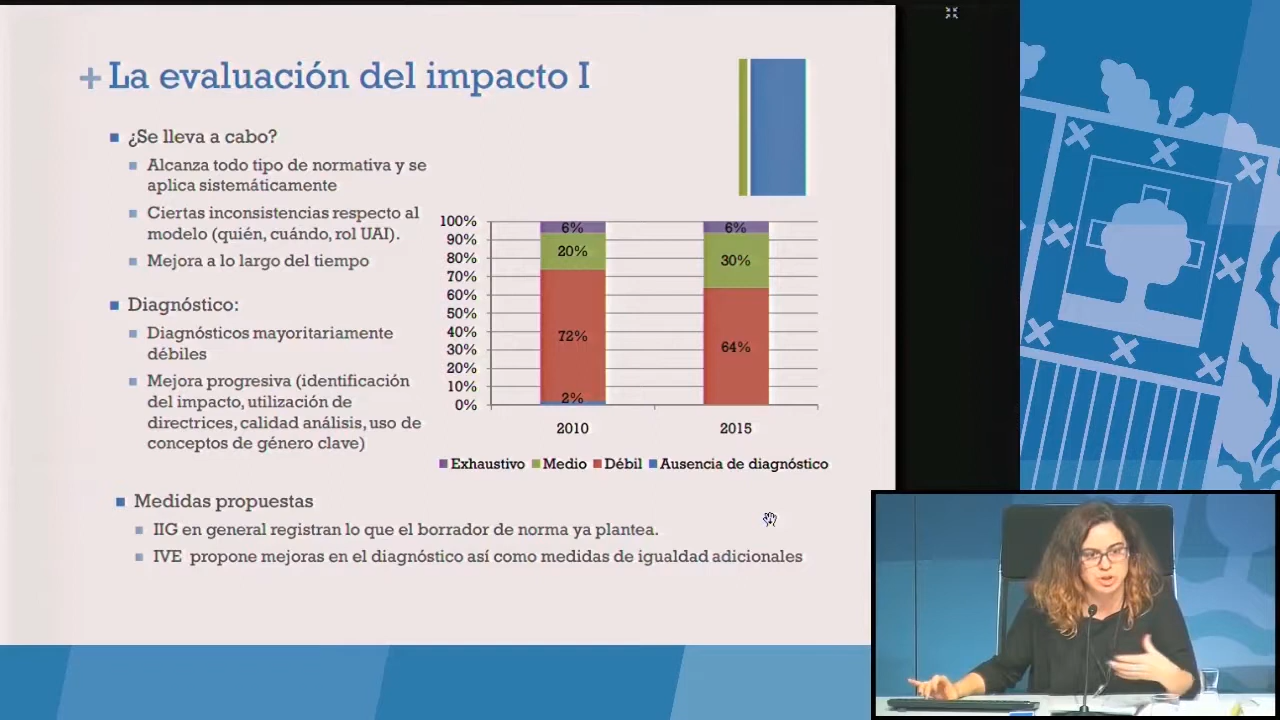 + La evaluación del impacto I
¿Se lleva a cabo?
Alcanza todo tipo de normativa y se
aplica sistemáticamente
Ciertas inconsistencias respecto al
modelo (quién, cuándo, rol UAI).
Mejora a lo largo del tiempo
Diagnóstico:
Diagnósticos mayoritariamente
débiles
Mejora progresiva (identificación
del impacto, utilización de
directrices, calidad análisis, uso de
conceptos de género clave)
100%
90%
80%
70%
60%
50%
40%
30%
20%
10%
0%
6%
20%
72%
2%
6%
30%
64%
2010
2015
Exhaustivo Medio Débil Ausencia de diagnóstico
Medidas propuestas
IIG en general registran lo que el borrador de norma ya plantea.
IVE propone mejoras en el diagnóstico así como medidas de igualdad adicionales